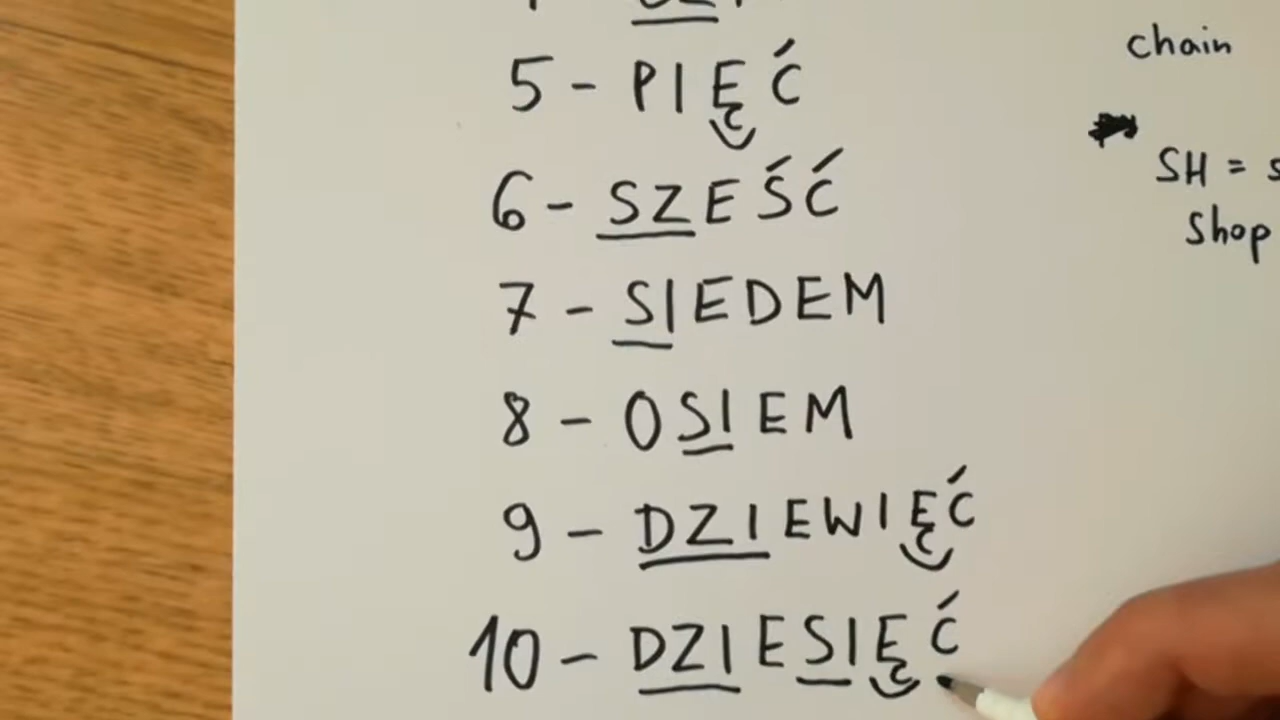 5 - PIĘĆ
6 - SZEŚĆ
7 - SIEDEM
8 - OSIEM
9 - DZIEWIĘĆ
10 - DZIESIĘĆ
chain
SH =
Shop